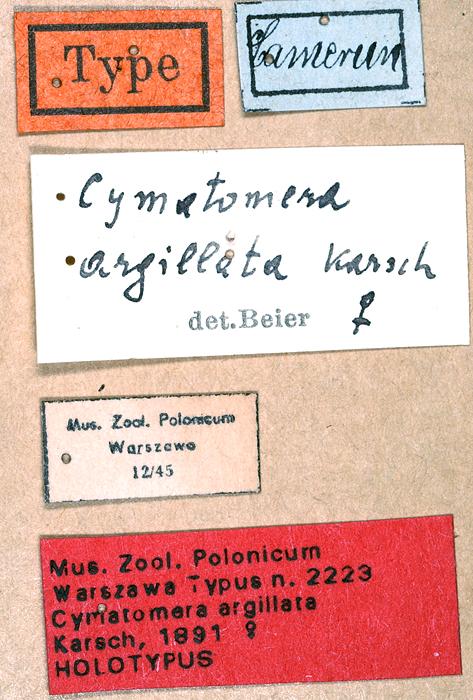 Type
Camerun
Cymatomera
argillata Karsch
det.Beier ♀
Mus. Zool. Polonicum
Warszawa
12/45
Mus. Zool. Polonicum
Warszawa Typus n. 2223
Cymatomera argillata
Karsch, 1891 ♀
HOLOTYPUS